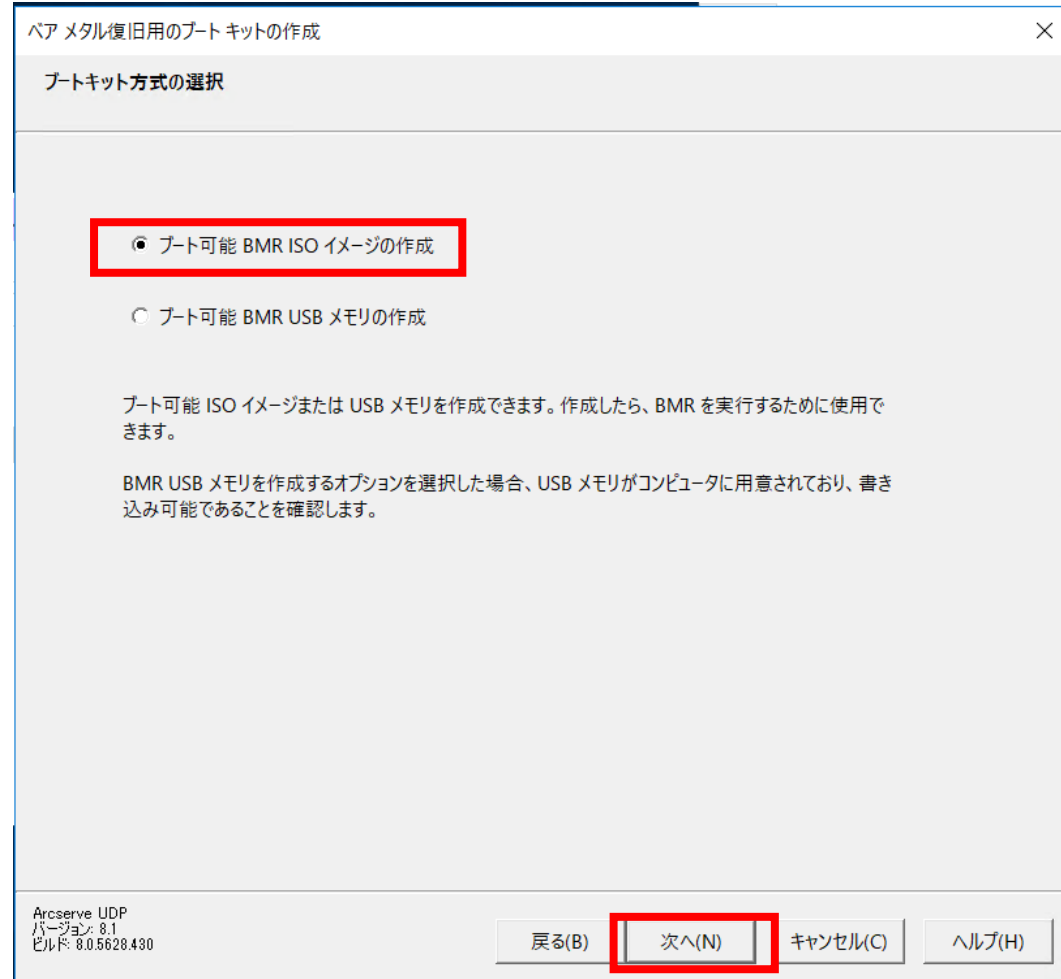 ベア メタル復旧用のブート キットの作成
ブートキット方式の選択
ブート可能 BMR ISO イメージの作成
ブート可能 BMR USB メモリの作成
ブート可能 ISO イメージまたは USB メモリを作成できます。作成したら、BMR を実行するために使用で
きます。
BMR USB メモリを作成するオプションを選択した場合、USB メモリがコンピュータに用意されており、書き
込み可能であることを確認します。
Arcserve UDP
バージョン: 8.1
ビルド: 8.0.5628.430
戻る(B)
次へ(N)
キャンセル(C)
ヘルプ(H)